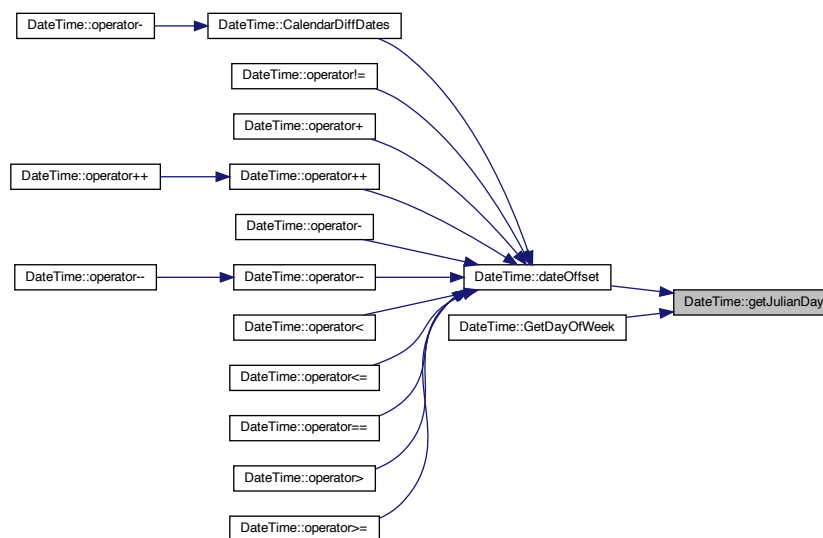 DateTime::operator-
DateTime::CalendarDiffDates
DateTime::operator!=
DateTime::operator+
DateTime::operator++
DateTime::operator++
DateTime::operator-
DateTime::operator--
DateTime::operator--
DateTime::dateOffset
DateTime::getJulianDay
DateTime::operator<
DateTime::GetDayOfWeek
DateTime::operator<=
DateTime::operator==
DateTime::operator>
DateTime::operator>=